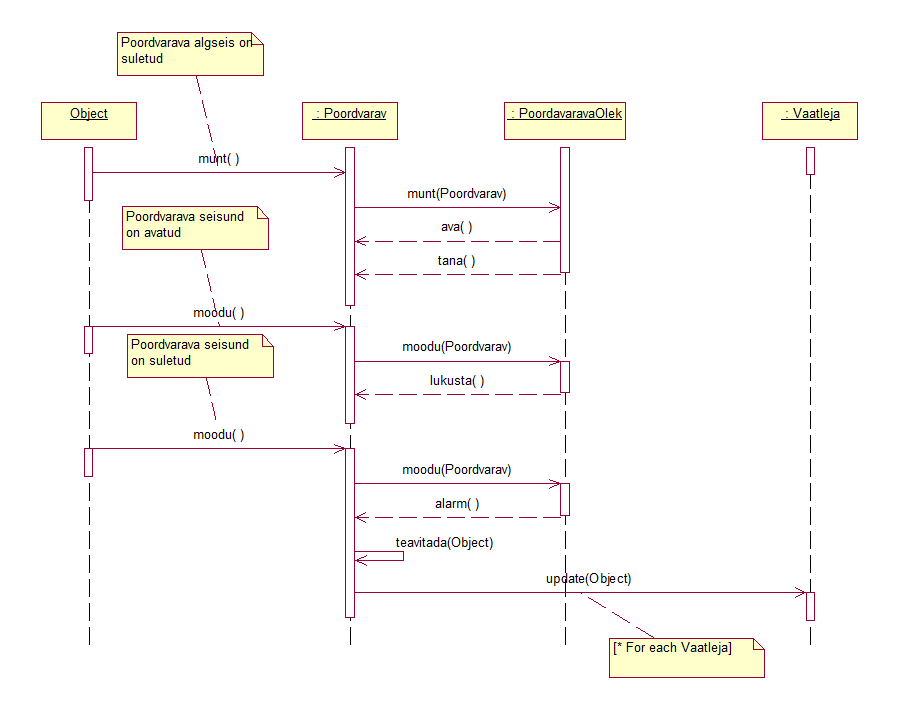 Poordvarava algseis on
suletud
Object
: Poordvarav
: PoordavaravaOlek
: Vaatleja
munt( )
munt(Poordvarav)
Poordvarava seisund
on avatud
ava( )
tana( )
moodu( )
Poordvarava seisund
on suletud
moodu(Poordvarav)
lukusta( )
moodu( )
moodu(Poordvarav)
alarm( )
teavitada(Object)
update(Object)
[* For each Vaatleja]